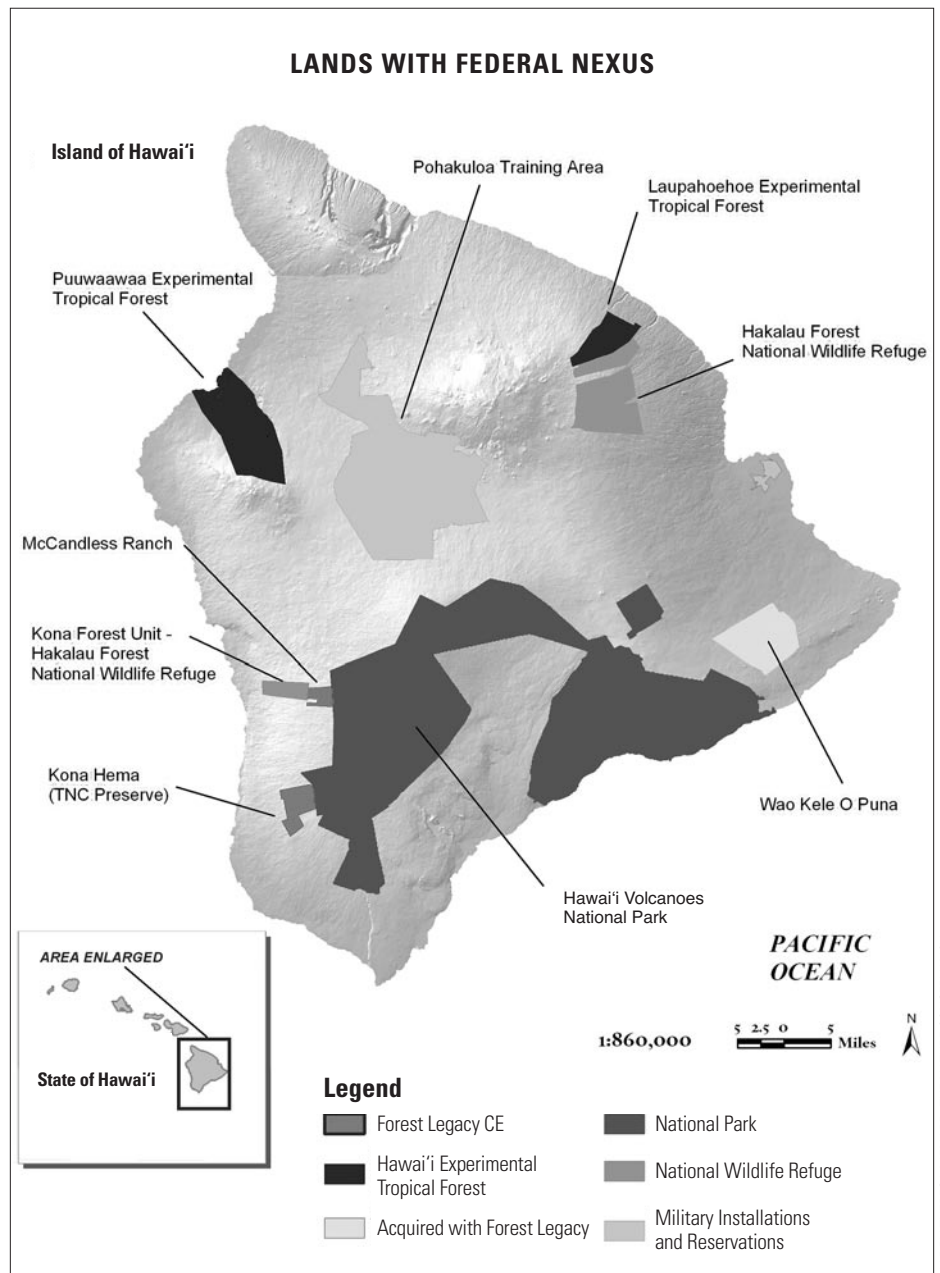 LANDS WITH FEDERAL NEXUS
Island of Hawai‘i
Pohakuloa Training Area
Laupahoehoe Experimental
Tropical Forest
Puuwaawaa Experimental
Tropical Forest
Hakalau Forest
National Wildlife Refuge
McCandless Ranch
Kona Forest Unit -
Hakalau Forest
National Wildlife Refuge
Kona Hema
(TNC Preserve)
Wao Kele O Puna
Hawai‘i Volcanoes
National Park
AREA ENLARGED
State of Hawai‘i
PACIFIC
OCEAN
1:860,000
5 2.5 0 5
Miles
N
Legend
Forest Legacy CE
Hawai‘i Experimental
Tropical Forest
Acquired with Forest Legacy
National Park
National Wildlife Refuge
Military Installations
and Reservations